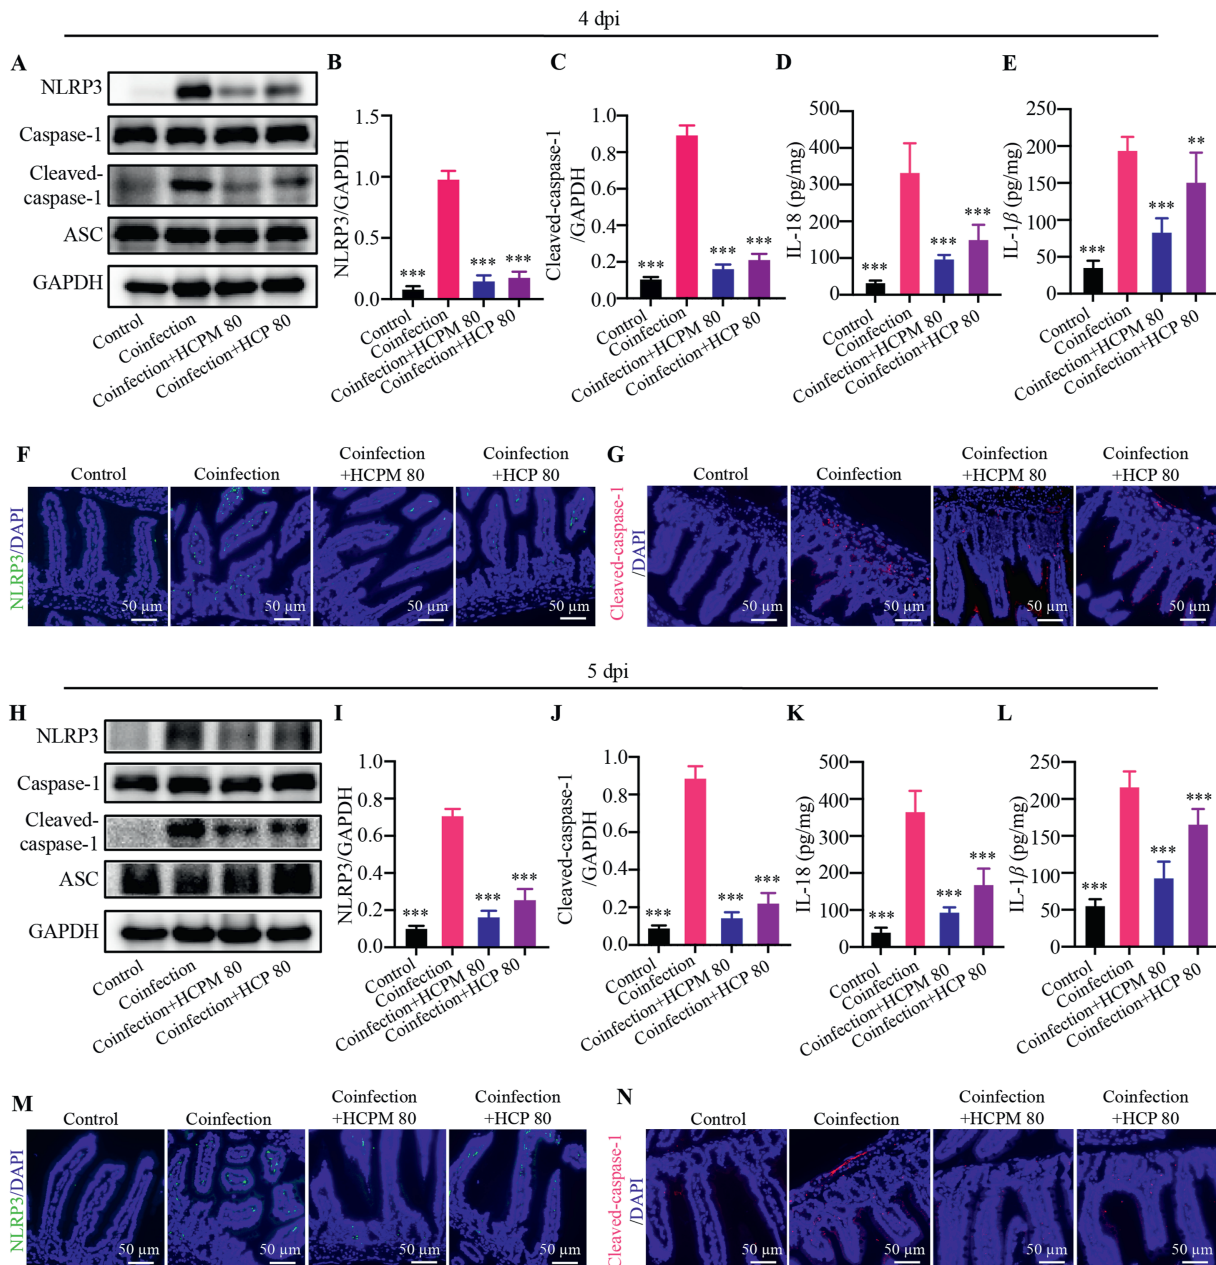 4 dpi
A
NLRP3
Caspase-1
Cleaved-
caspase-1
ASC
GAPDH
Control
Coinfection
Coinfection+HCPM 80
Coinfection+HCP 80
B
NLRP3/GAPDH
1.5
1.0
0.5
0.0
***
***
***
Control
Coinfection
Coinfection+HCPM 80
Coinfection+HCP 80
C
Cleaved-caspase-1
/GAPDH
1.0
0.8
0.6
0.4
0.2
0.0
***
***
***
Control
Coinfection
Coinfection+HCPM 80
Coinfection+HCP 80
D
IL-18 (pg/mg)
500
400
300
200
100
0
***
***
***
Control
Coinfection
Coinfection+HCPM 80
Coinfection+HCP 80
E
IL-1β (pg/mg)
250
200
150
100
50
0
***
***
**
Control
Coinfection
Coinfection+HCPM 80
Coinfection+HCP 80
F
NLRP3/DAPI
Control
Coinfection
Coinfection
+HCPM 80
Coinfection
+HCP 80
50 µm
50 µm
50 µm
50 µm
G
Cleaved-caspase-1
/DAPI
Control
Coinfection
Coinfection
+HCPM 80
Coinfection
+HCP 80
50 µm
50 µm
50 µm
50 µm
5 dpi
H
NLRP3
Caspase-1
Cleaved-
caspase-1
ASC
GAPDH
Control
Coinfection
Coinfection+HCPM 80
Coinfection+HCP 80
I
NLRP3/GAPDH
1.0
0.8
0.6
0.4
0.2
0.0
***
***
***
Control
Coinfection
Coinfection+HCPM 80
Coinfection+HCP 80
J
Cleaved-caspase-1
/GAPDH
1.0
0.8
0.6
0.4
0.2
0.0
***
***
***
Control
Coinfection
Coinfection+HCPM 80
Coinfection+HCP 80
K
IL-18 (pg/mg)
500
400
300
200
100
0
***
***
***
Control
Coinfection
Coinfection+HCPM 80
Coinfection+HCP 80
L
IL-1β (pg/mg)
250
200
150
100
50
0
***
***
***
Control
Coinfection
Coinfection+HCPM 80
Coinfection+HCP 80
M
NLRP3/DAPI
Control
Coinfection
Coinfection
+HCPM 80
Coinfection
+HCP 80
50 µm
50 µm
50 µm
50 µm
N
Cleaved-caspase-1
/DAPI
Control
Coinfection
Coinfection
+HCPM 80
Coinfection
+HCP 80
50 µm
50 µm
50 µm
50 µm